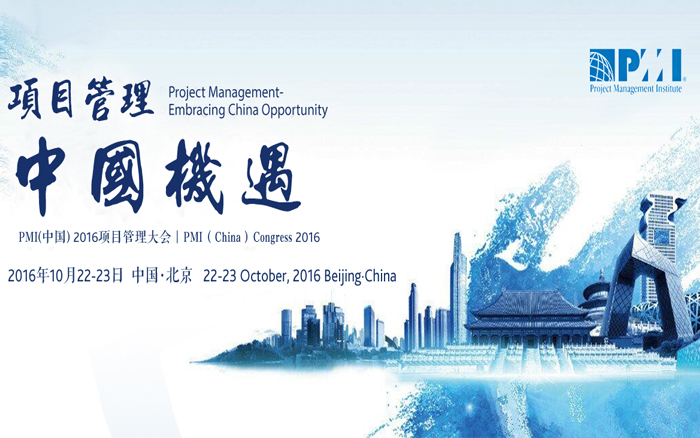 項目管理
Project Management-
Embracing China Opportunity
中國機遇
PMI(中国) 2016项目管理大会 | PMI ( China ) Congress 2016
2016年10月22-23日 中国·北京 22-23 October, 2016 Beijing·China
PMI
Project Management Institute